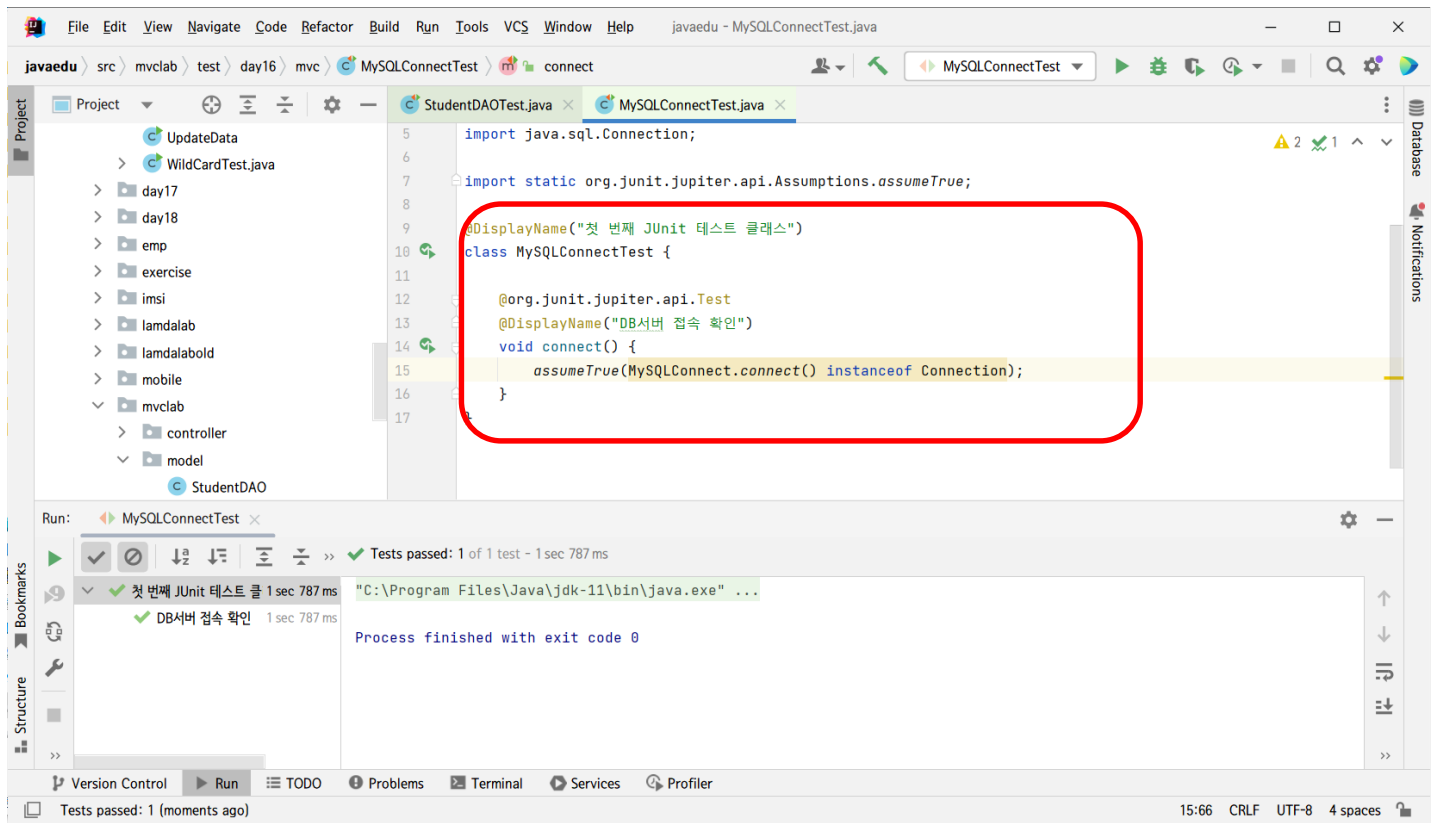 File Edit View Navigate Code Refactor Build Run Tools VCS Window Help javaedu - MySQLConnectTest.java
javaedu src mvclab test day16 mvc MySQLConnectTest connect
MySQLConnectTest
Project
StudentDAOTest.java
MySQLConnectTest.java
Project
Database
Notifications
UpdateData
WildCardTest.java
day17
day18
emp
exercise
imsi
lamdalab
lamdalabold
mobile
mvclab
controller
model
StudentDAO
2 1
5 import java.sql.Connection;
6
7 import static org.junit.jupiter.api.Assumptions.assumeTrue;
8
9 @DisplayName("첫 번째 JUnit 테스트 클래스")
10 class MySQLConnectTest {
11
12 @org.junit.jupiter.api.Test
13 @DisplayName("DB서버 접속 확인")
14 void connect() {
15 assumeTrue(MySQLConnect.connect() instanceof Connection);
16 }
17 }
Run: MySQLConnectTest
Tests passed: 1 of 1 test – 1 sec 787 ms
첫 번째 JUnit 테스트 클 1 sec 787 ms
DB서버 접속 확인 1 sec 787 ms
"C:\Program Files\Java\jdk-11\bin\java.exe" ...
Process finished with exit code 0
Bookmarks
Structure
Version Control Run TODO Problems Terminal Services Profiler
Tests passed: 1 (moments ago)
15:66 CRLF UTF-8 4 spaces